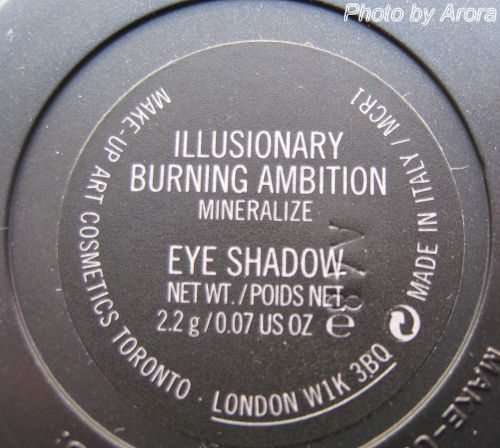 Photo by Arora
ILLUSIONARY
BURNING AMBITION
MINERALIZE
EYE SHADOW
NET WT./POIDS NET
2.2 g/0.07 US OZ e
MAKE-UP ART COSMETICS TORONTO · LONDON W1K 3BQ
MADE IN ITALY / MCR1